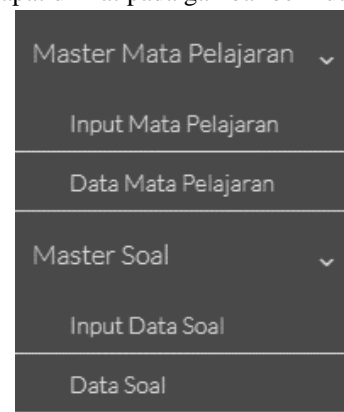 Master Mata Pelajaran
Input Mata Pelajaran
Data Mata Pelajaran
Master Soal
Input Data Soal
Data Soal